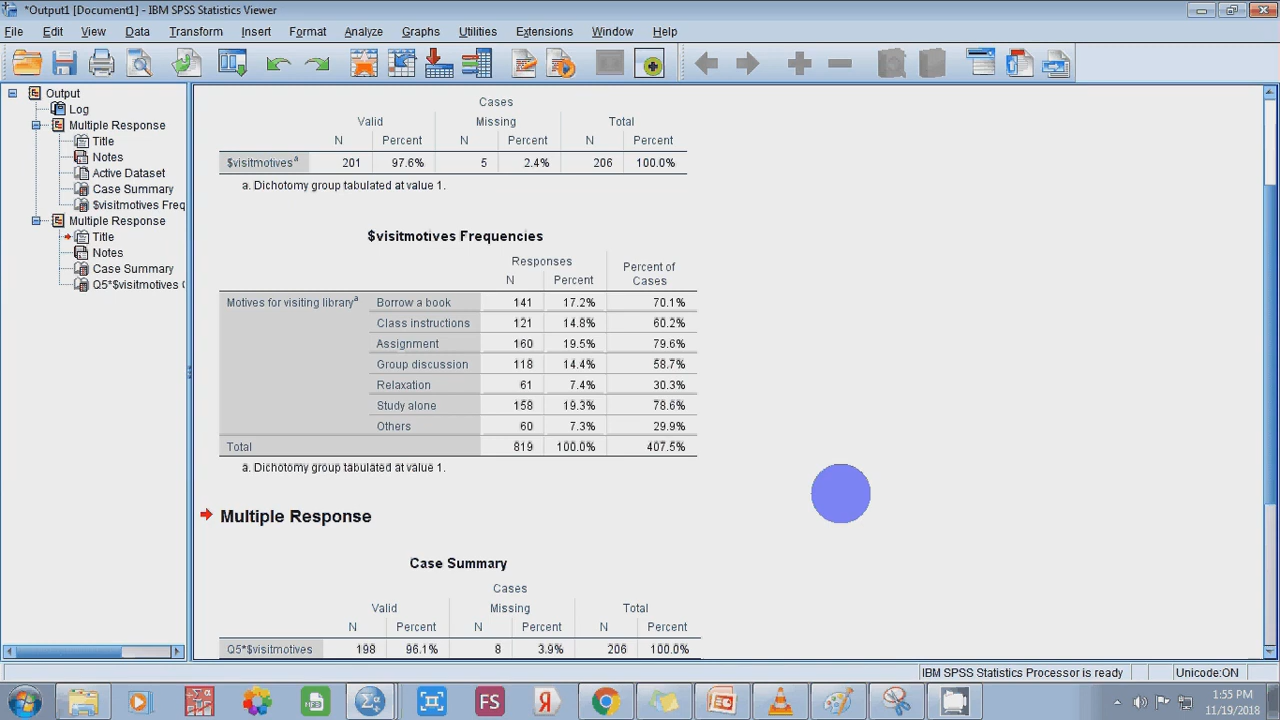 *Output1 [Document1] - IBM SPSS Statistics Viewer
File Edit View Data Transform Insert Format Analyze Graphs Utilities Extensions Window Help
Output
Log
Multiple Response
Title
Notes
Active Dataset
Case Summary
$visitmotives Freq
Multiple Response
Title
Notes
Case Summary
Q5*$visitmotives C
Cases
Valid Missing Total
N Percent N Percent N Percent
$visitmotivesa 201 97.6% 5 2.4% 206 100.0%
a. Dichotomy group tabulated at value 1.
$visitmotives Frequencies
Responses Percent of Cases
N Percent
Motives for visiting librarya Borrow a book 141 17.2% 70.1%
Class instructions 121 14.8% 60.2%
Assignment 160 19.5% 79.6%
Group discussion 118 14.4% 58.7%
Relaxation 61 7.4% 30.3%
Study alone 158 19.3% 78.6%
Others 60 7.3% 29.9%
Total 819 100.0% 407.5%
a. Dichotomy group tabulated at value 1.
Multiple Response
Case Summary
Cases
Valid Missing Total
N Percent N Percent N Percent
Q5*$visitmotives 198 96.1% 8 3.9% 206 100.0%
IBM SPSS Statistics Processor is ready Unicode:ON
FS Я
1:55 PM
11/19/2018